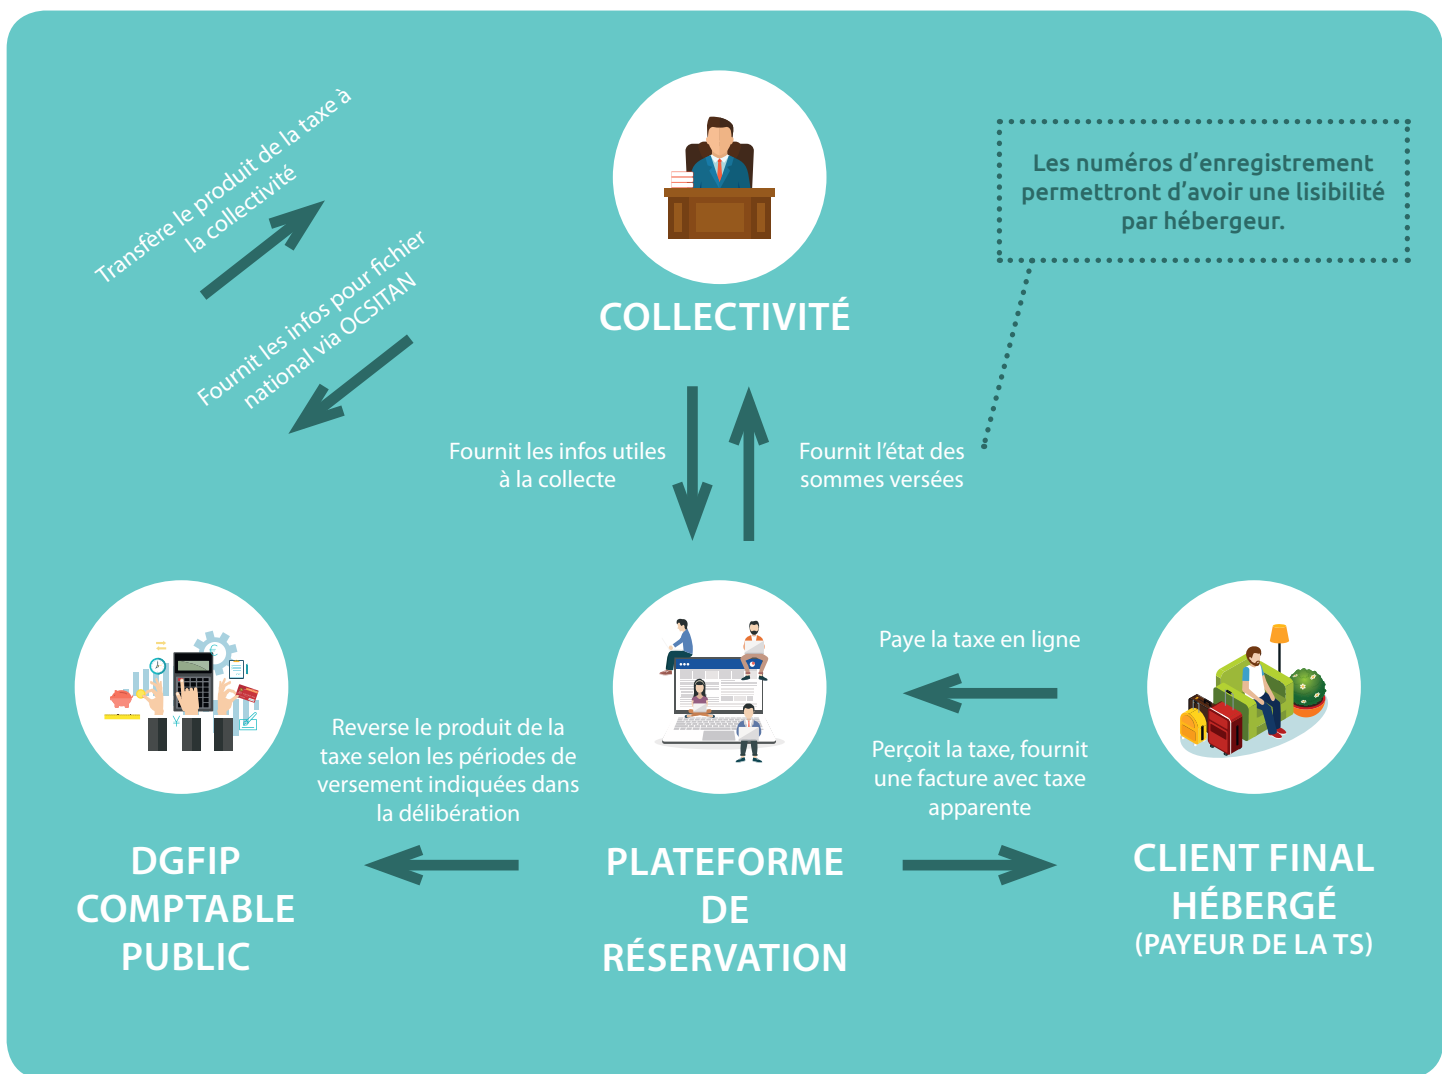 Transfère le produit de la taxe à
la collectivité
Fournit les infos pour fichier
national via OCSITAN
COLLECTIVITÉ
Les numéros d'enregistrement
permettront d'avoir une lisibilité
par hébergeur.
Fournit les infos utiles
à la collecte
Fournit l'état des
sommes versées
Paye la taxe en ligne
Perçoit la taxe, fournit
une facture avec taxe
apparente
Reverse le produit de la
taxe selon les périodes de
versement indiquées dans
la délibération
DGFIP
COMPTABLE
PUBLIC
PLATEFORME
DE
RÉSERVATION
CLIENT FINAL
HÉBERGÉ
(PAYEUR DE LA TS)